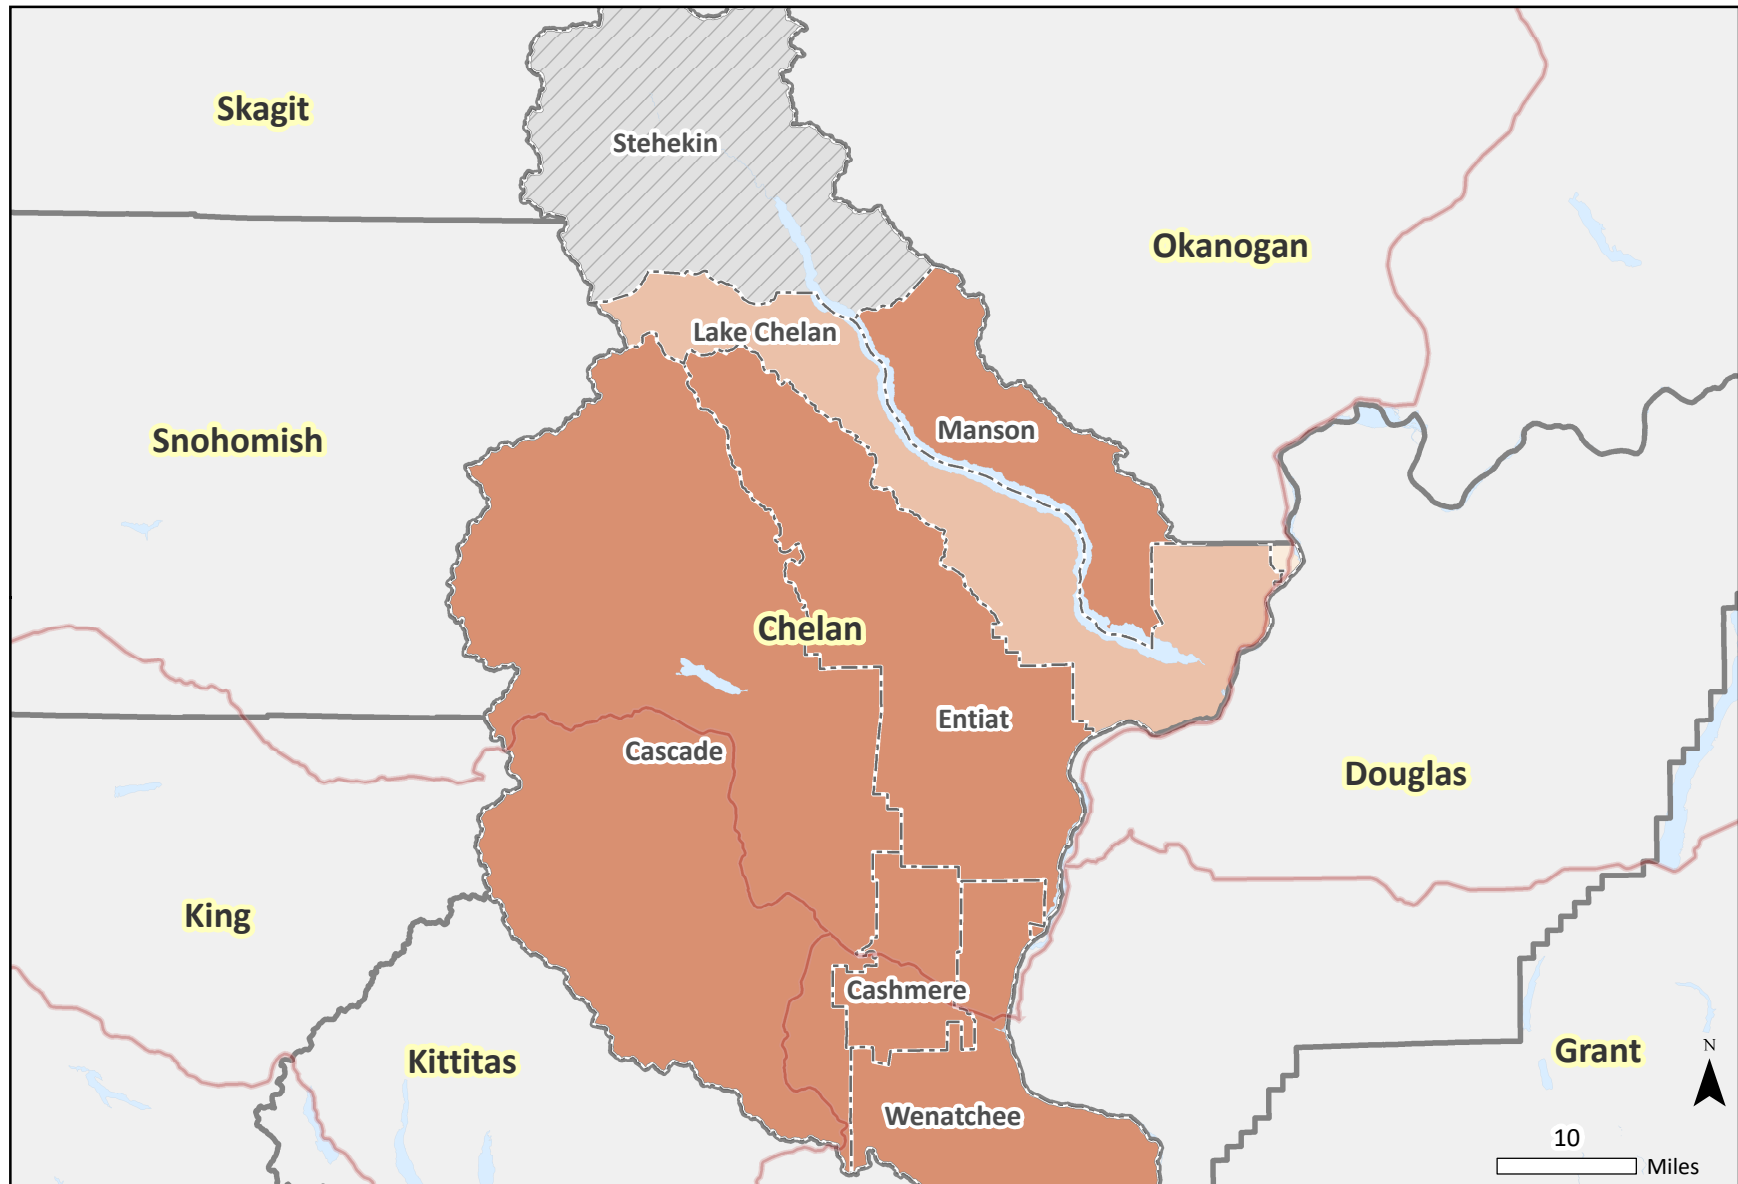 Skagit
Stehekin
Okanogan
Lake Chelan
Manson
Snohomish
Chelan
Entiat
Cascade
Douglas
King
Cashmere
Kittitas
Grant
N
Wenatchee
10
Miles